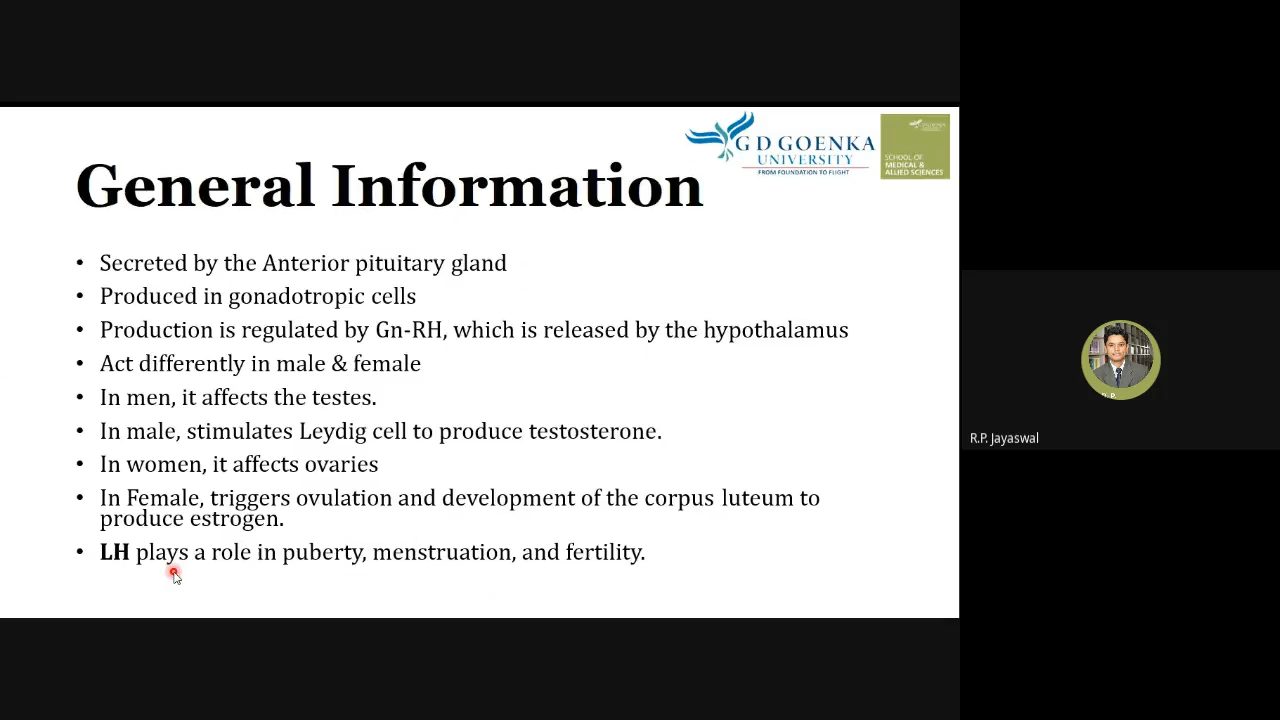 G D GOENKA
UNIVERSITY
FROM FOUNDATION TO FLIGHT
SCHOOL OF
MEDICAL &
ALLIED SCIENCES
General Information
• Secreted by the Anterior pituitary gland
• Produced in gonadotropic cells
• Production is regulated by Gn-RH, which is released by the hypothalamus
• Act differently in male & female
• In men, it affects the testes.
• In male, stimulates Leydig cell to produce testosterone.
• In women, it affects ovaries
• In Female, triggers ovulation and development of the corpus luteum to
produce estrogen.
• LH plays a role in puberty, menstruation, and fertility.
R.P. Jayaswal